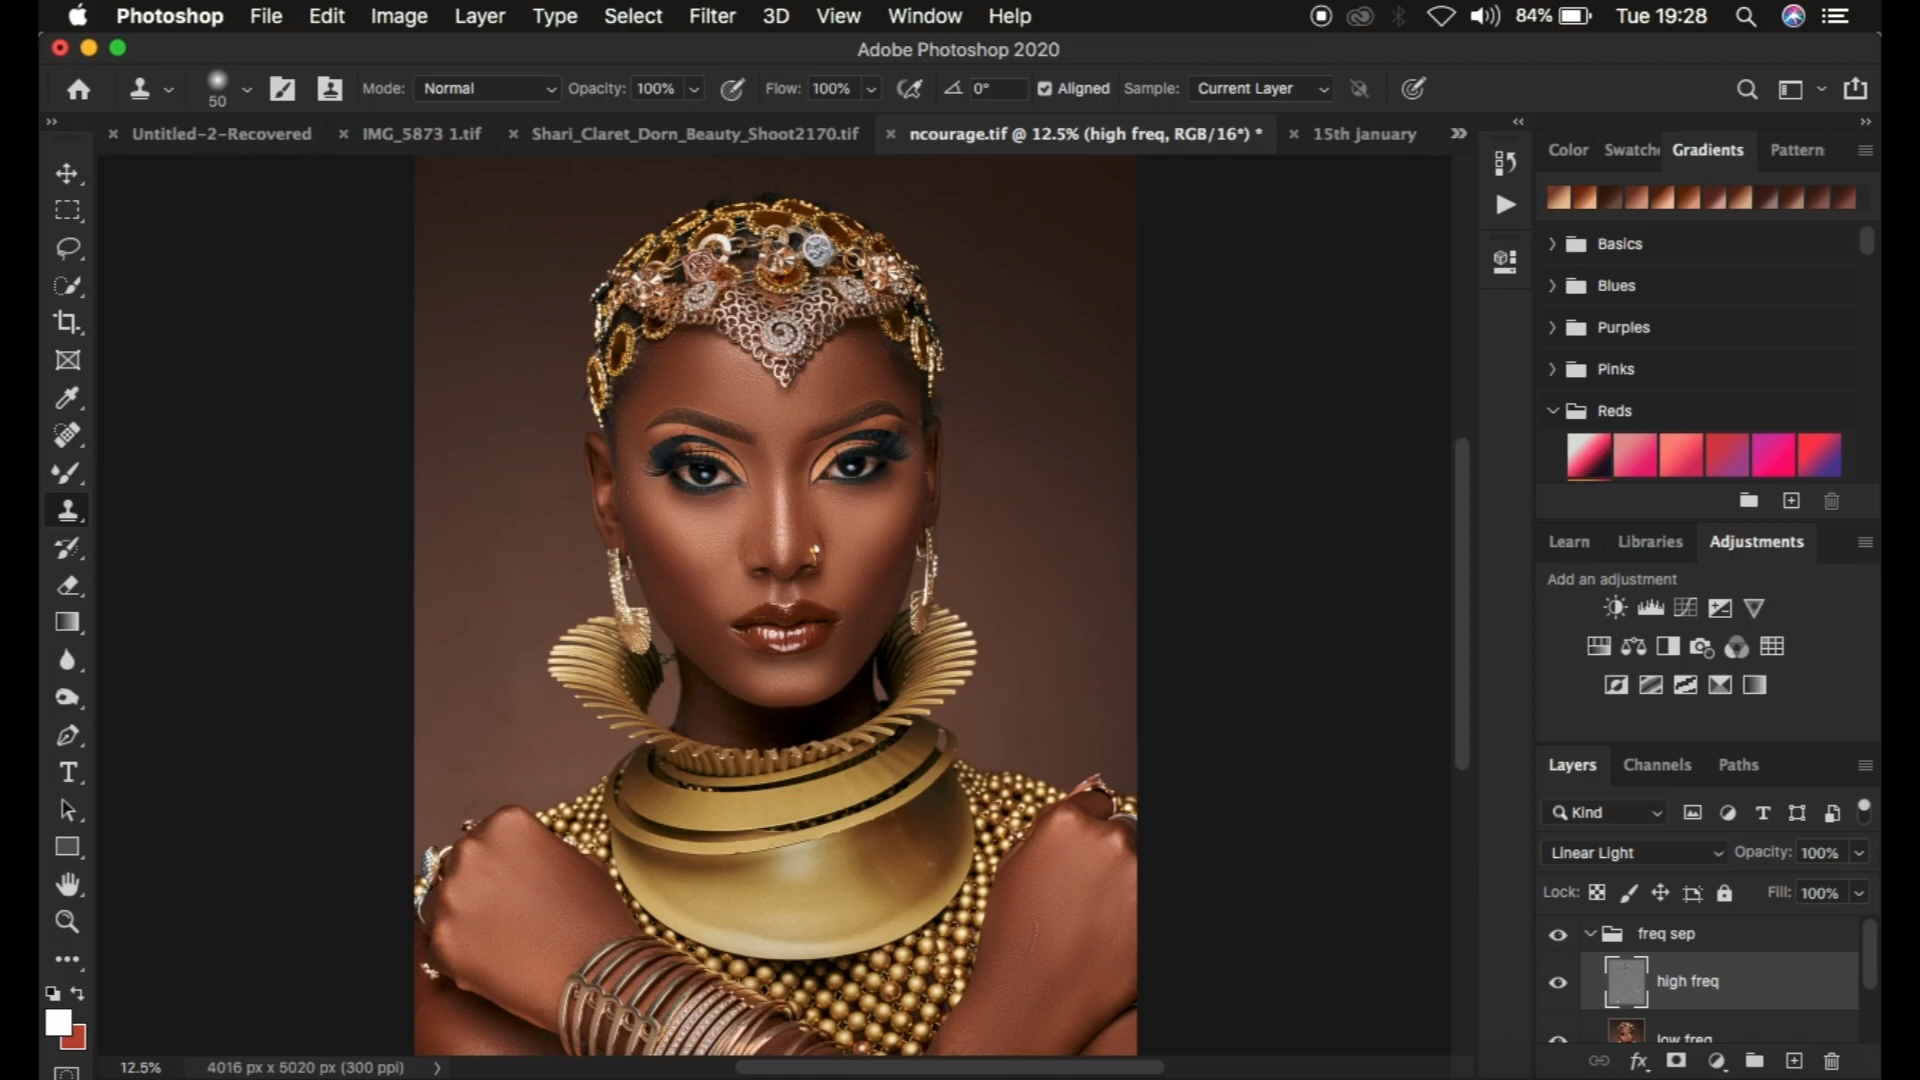 Photoshop File Edit Image Layer Type Select Filter 3D View Window Help 84% Tue 19:28
Adobe Photoshop 2020
50 Mode: Normal Opacity: 100% Flow: 100% 0° Aligned Sample: Current Layer
Untitled-2-Recovered IMG_5873 1.tif Shari_Claret_Dorn_Beauty_Shoot2170.tif ncourage.tif @ 12.5% (high freq, RGB/16*) * 15th january
Color Swatche Gradients Pattern
Basics
Blues
Purples
Pinks
Reds
Learn Libraries Adjustments
Add an adjustment
Layers Channels Paths
Kind
Linear Light Opacity: 100%
Lock: Fill: 100%
freq sep
high freq
low freq
12.5% 4016 px x 5020 px (300 ppi)